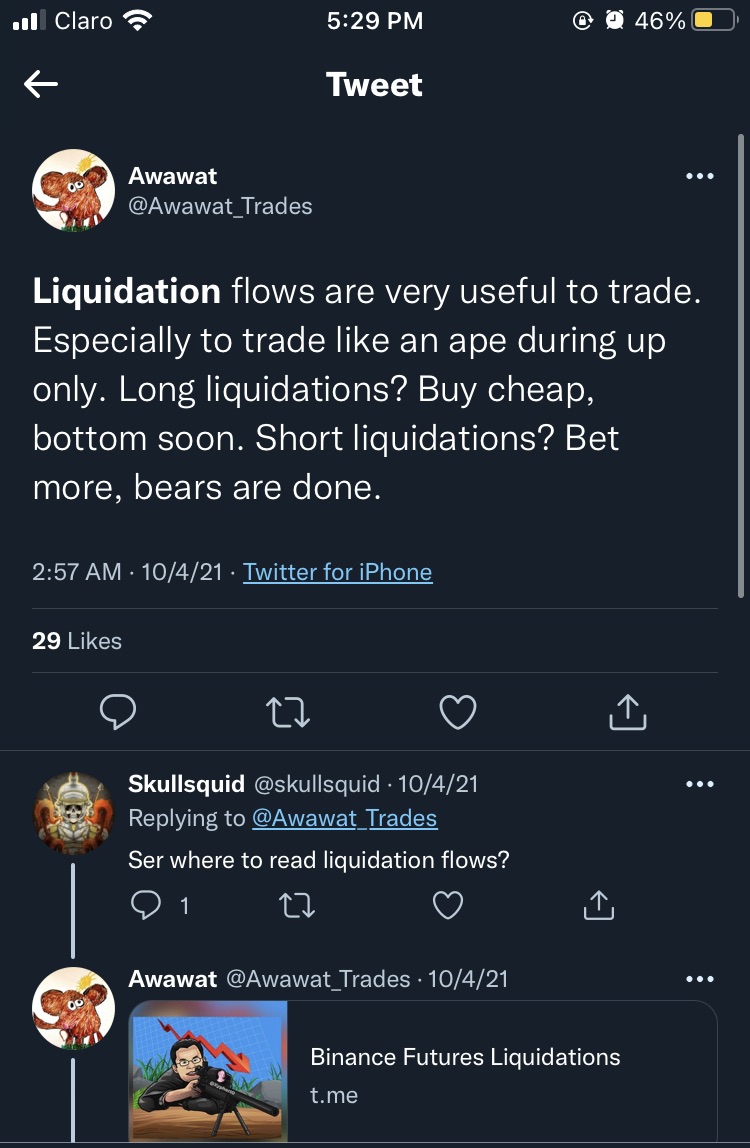 Claro 5:29 PM 46%
Tweet
Awawat
@Awawat_Trades
Liquidation flows are very useful to trade.
Especially to trade like an ape during up
only. Long liquidations? Buy cheap,
bottom soon. Short liquidations? Bet
more, bears are done.
2:57 AM · 10/4/21 · Twitter for iPhone
29 Likes
Skullsquid @skullsquid · 10/4/21
Replying to @Awawat_Trades
Ser where to read liquidation flows?
1
Awawat @Awawat_Trades · 10/4/21
Binance Futures Liquidations
t.me